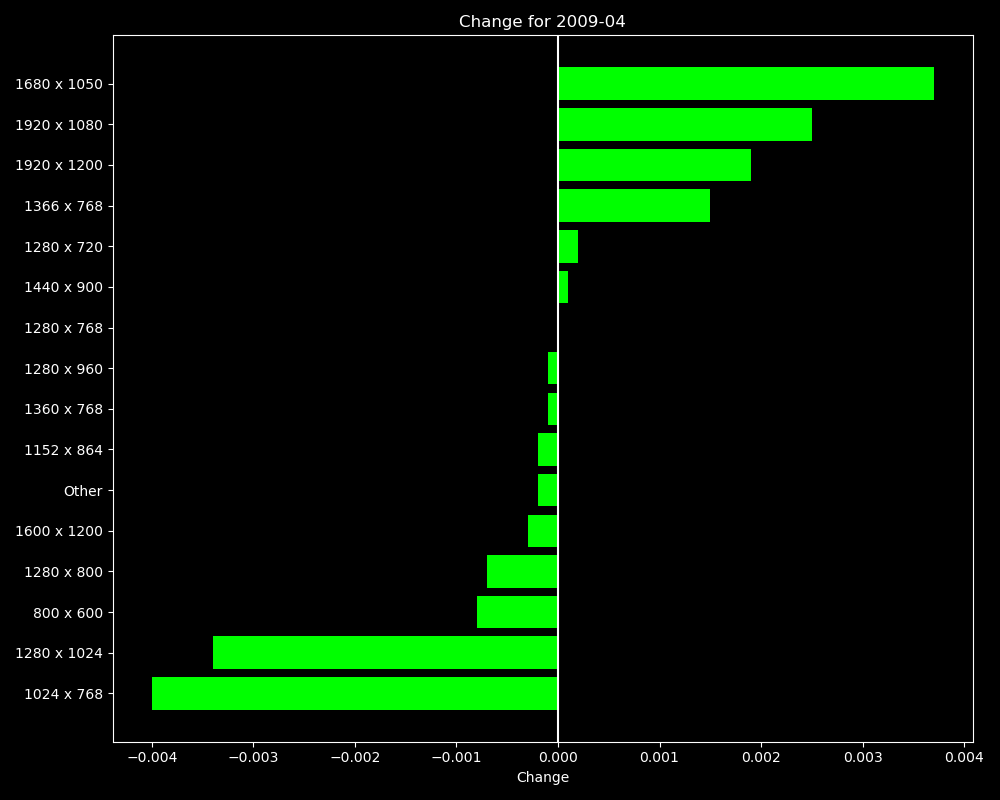 Change for 2009-04
1680 x 1050
1920 x 1080
1920 x 1200
1366 x 768
1280 x 720
1440 x 900
1280 x 768
1280 x 960
1360 x 768
1152 x 864
Other
1600 x 1200
1280 x 800
800 x 600
1280 x 1024
1024 x 768
−0.004 −0.003 −0.002 −0.001 0.000 0.001 0.002 0.003 0.004
Change